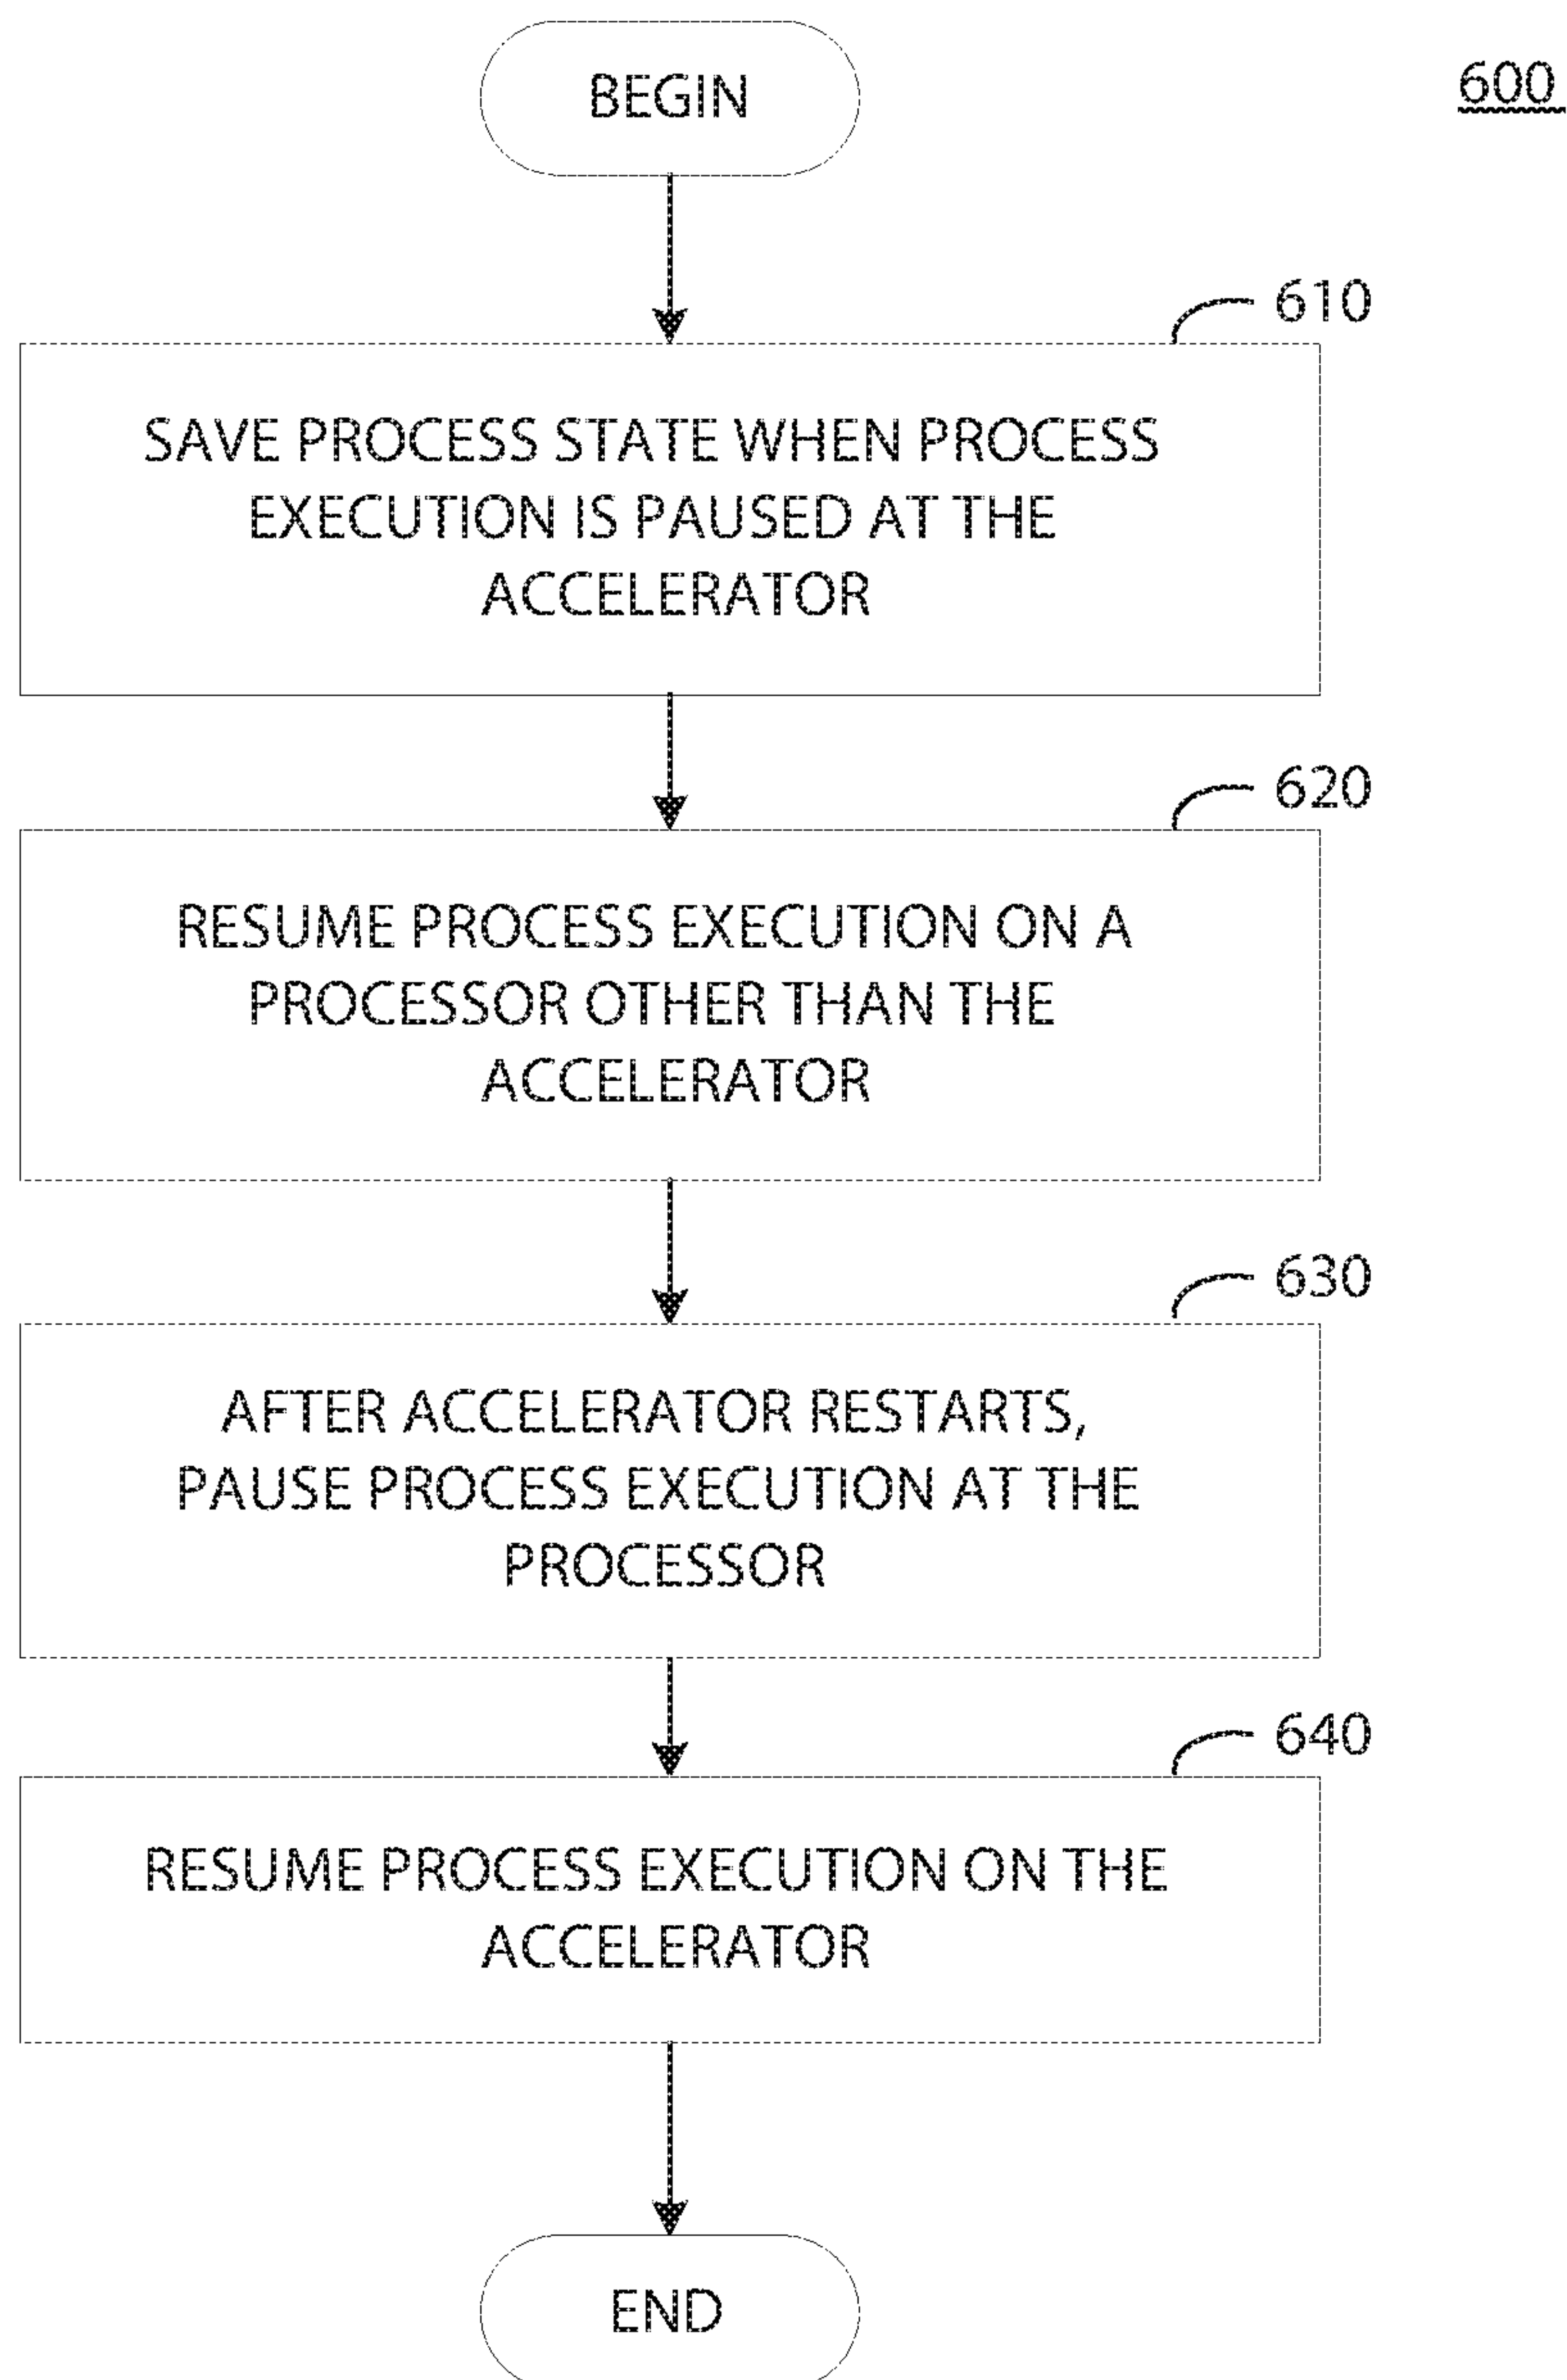 BEGIN
600
610
SAVE PROCESS STATE WHEN PROCESS
EXECUTION IS PAUSED AT THE
ACCELERATOR
620
RESUME PROCESS EXECUTION ON A
PROCESSOR OTHER THAN THE
ACCELERATOR
630
AFTER ACCELERATOR RESTARTS,
PAUSE PROCESS EXECUTION AT THE
PROCESSOR
640
RESUME PROCESS EXECUTION ON THE
ACCELERATOR
END